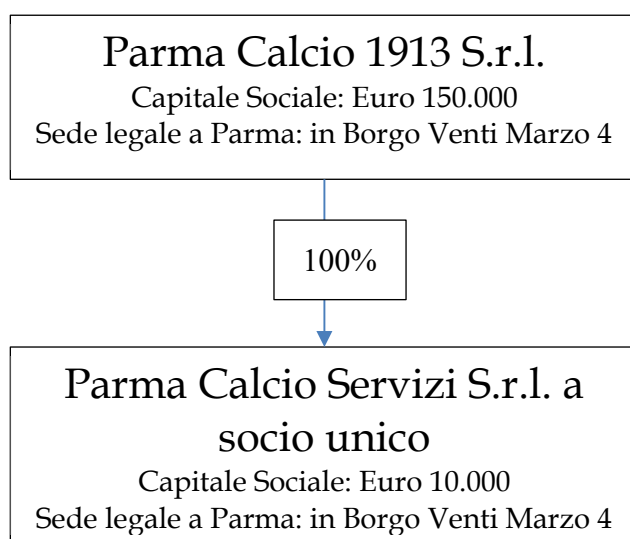 Parma Calcio 1913 S.r.l.
Capitale Sociale: Euro 150.000
Sede legale a Parma: in Borgo Venti Marzo 4
100%
Parma Calcio Servizi S.r.l. a
socio unico
Capitale Sociale: Euro 10.000
Sede legale a Parma: in Borgo Venti Marzo 4